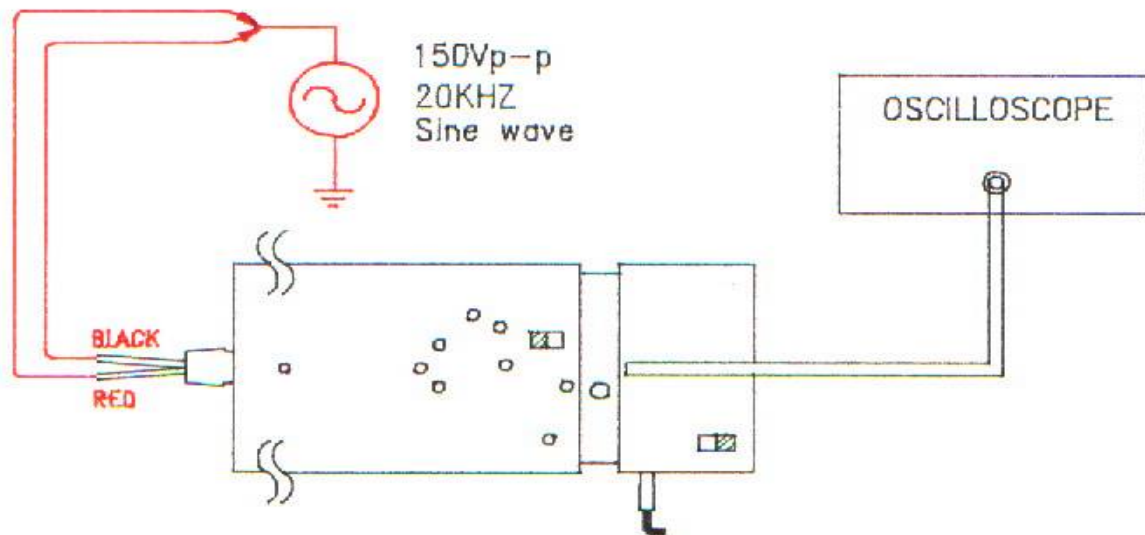 150Vp-p
20KHZ
Sine wave
OSCILLOSCOPE
BLACK
RED